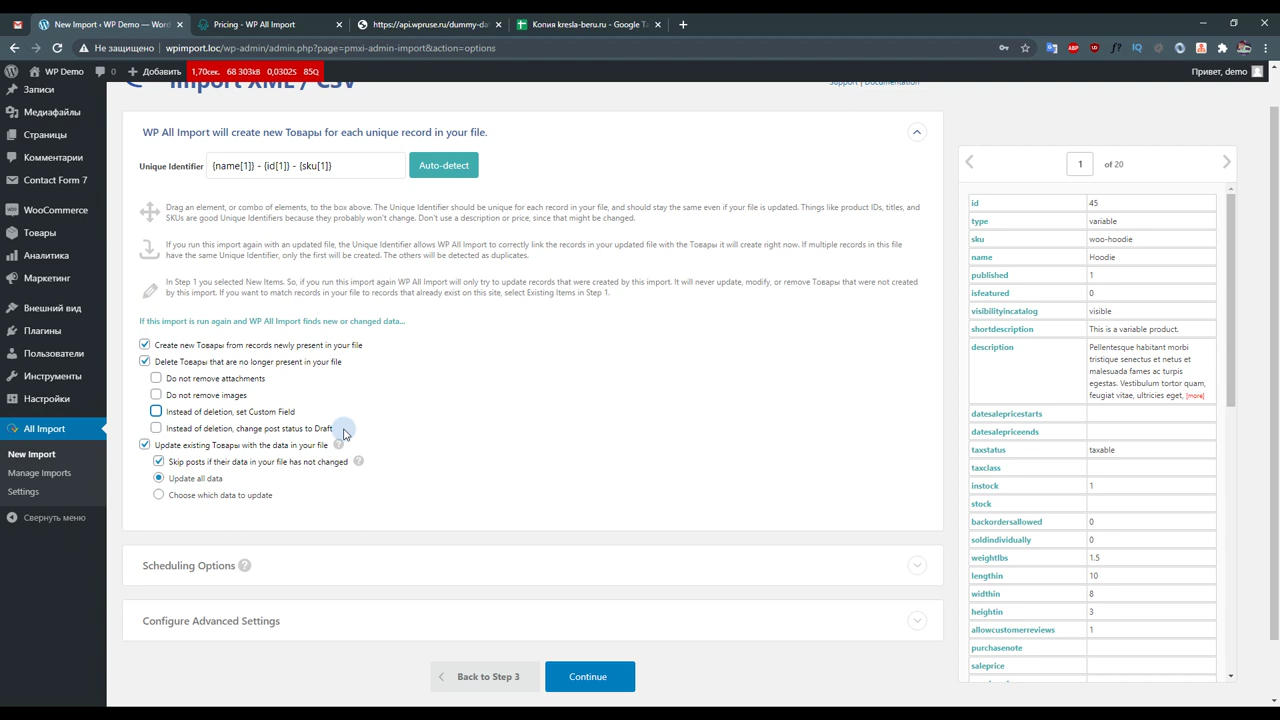 New Import ‹ WP Demo — Word
Pricing - WP All Import
https://api.wpruse.ru/dummy-da
Копия kresla-beru.ru - Google Та
Не защищено
wpimport.loc/wp-admin/admin.php?page=pmxi-admin-import&action=options
WP Demo
0
Добавить
1,70сек. 68 303кB 0,0302S 85Q
Привет, demo
Записи
Медиафайлы
Страницы
Комментарии
Contact Form 7
WooCommerce
Товары
Аналитика
Маркетинг
Внешний вид
Плагины
Пользователи
Инструменты
Настройки
All Import
New Import
Manage Imports
Settings
Свернуть меню
Import XML / CSV
Support | Documentation
WP All Import will create new Товары for each unique record in your file.
Unique Identifier
{name[1]} - {id[1]} - {sku[1]}
Auto-detect
Drag an element, or combo of elements, to the box above. The Unique Identifier should be unique for each record in your file, and should stay the same even if your file is updated. Things like product IDs, titles, and
SKUs are good Unique Identifiers because they probably won't change. Don't use a description or price, since that might be changed.
If you run this import again with an updated file, the Unique Identifier allows WP All Import to correctly link the records in your updated file with the Товары it will create right now. If multiple records in this file
have the same Unique Identifier, only the first will be created. The others will be detected as duplicates.
In Step 1 you selected New Items. So, if you run this import again WP All Import will only try to update records that were created by this import. It will never update, modify, or remove Товары that were not created
by this import. If you want to match records in your file to records that already exist on this site, select Existing Items in Step 1.
If this import is run again and WP All Import finds new or changed data...
Create new Товары from records newly present in your file
Delete Товары that are no longer present in your file
Do not remove attachments
Do not remove images
Instead of deletion, set Custom Field
Instead of deletion, change post status to Draft
Update existing Товары with the data in your file ?
Skip posts if their data in your file has not changed ?
Update all data
Choose which data to update
Scheduling Options ?
Configure Advanced Settings
Back to Step 3
Continue
1 of 20
id 45
type variable
sku woo-hoodie
name Hoodie
published 1
isfeatured 0
visibilityincatalog visible
shortdescription This is a variable product.
description Pellentesque habitant morbi
tristique senectus et netus et
malesuada fames ac turpis
egestas. Vestibulum tortor quam,
feugiat vitae, ultricies eget, [more]
datesalepricestarts
datesalepriceends
taxstatus taxable
taxclass
instock 1
stock
backordersallowed 0
soldindividually 0
weightlbs 1.5
lengthin 10
widthin 8
heightin 3
allowcustomerreviews 1
purchasenote
saleprice